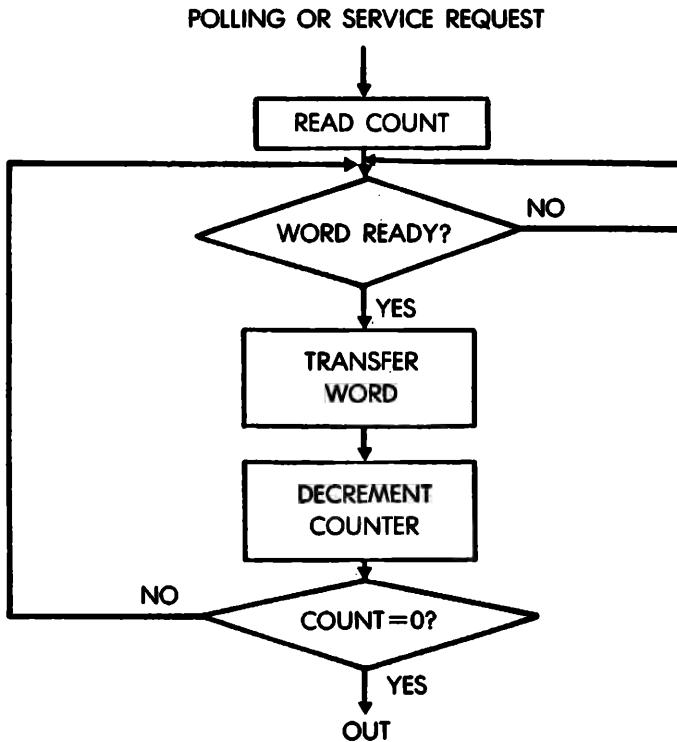 POLLING OR SERVICE REQUEST
READ COUNT
WORD READY?
NO
YES
TRANSFER
WORD
DECREMENT
COUNTER
NO
COUNT=0?
YES
OUT